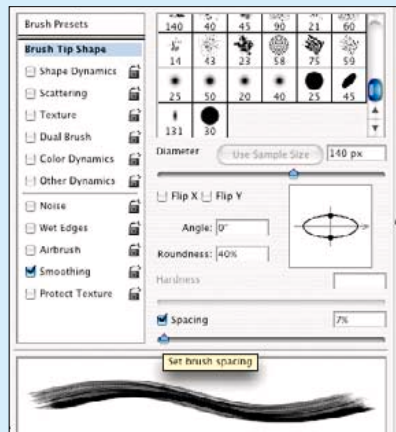 Brush Presets
Brush Tip Shape
Shape Dynamics
Scattering
Texture
Dual Brush
Color Dynamics
Other Dynamics
Noise
Wet Edges
Airbrush
Smoothing
Protect Texture
140 40 45 90 21 60
14 43 23 58 75 59
25 50 20 40 25 45
131 30
Diameter Use Sample Size 140 px
Flip X Flip Y
Angle: 0°
Roundness: 40%
Hardness
Spacing 7%
Set brush spacing